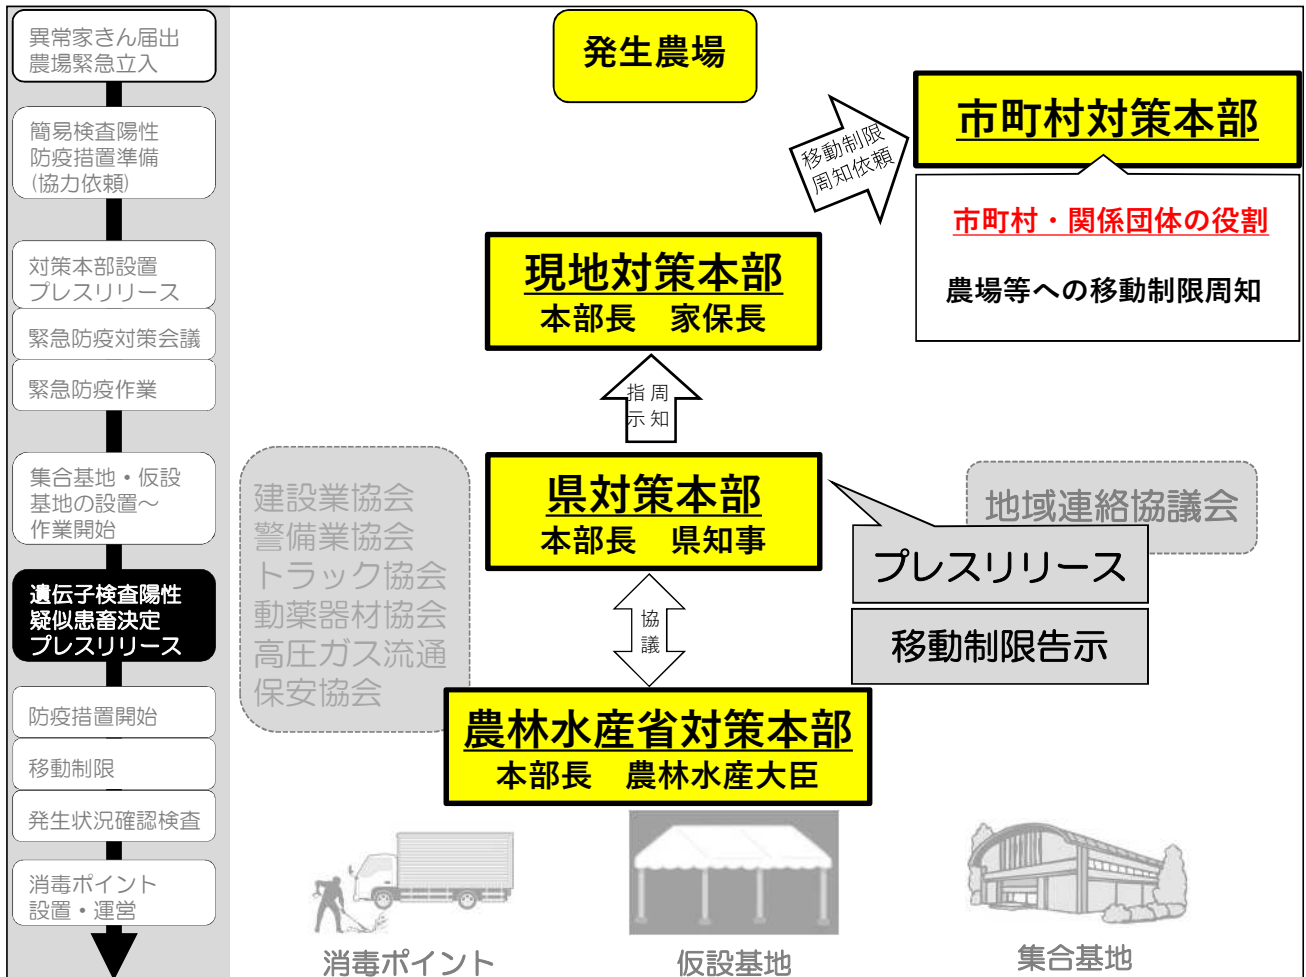 異常家きん届出
農場緊急立入
簡易検査陽性
防疫措置準備
(協力依頼)
対策本部設置
プレスリリース
緊急防疫対策会議
緊急防疫作業
集合基地・仮設
基地の設置～
作業開始
遺伝子検査陽性
疑似患畜決定
プレスリリース
防疫措置開始
移動制限
発生状況確認検査
消毒ポイント
設置・運営
発生農場
移動制限
周知依頼
市町村対策本部
市町村・関係団体の役割
農場等への移動制限周知
現地対策本部
本部長　家保長
周知
指示
県対策本部
本部長　県知事
建設業協会
警備業協会
トラック協会
動薬器材協会
高圧ガス流通
保安協会
地域連絡協議会
プレスリリース
移動制限告示
協議
農林水産省対策本部
本部長　農林水産大臣
消毒ポイント
仮設基地
集合基地